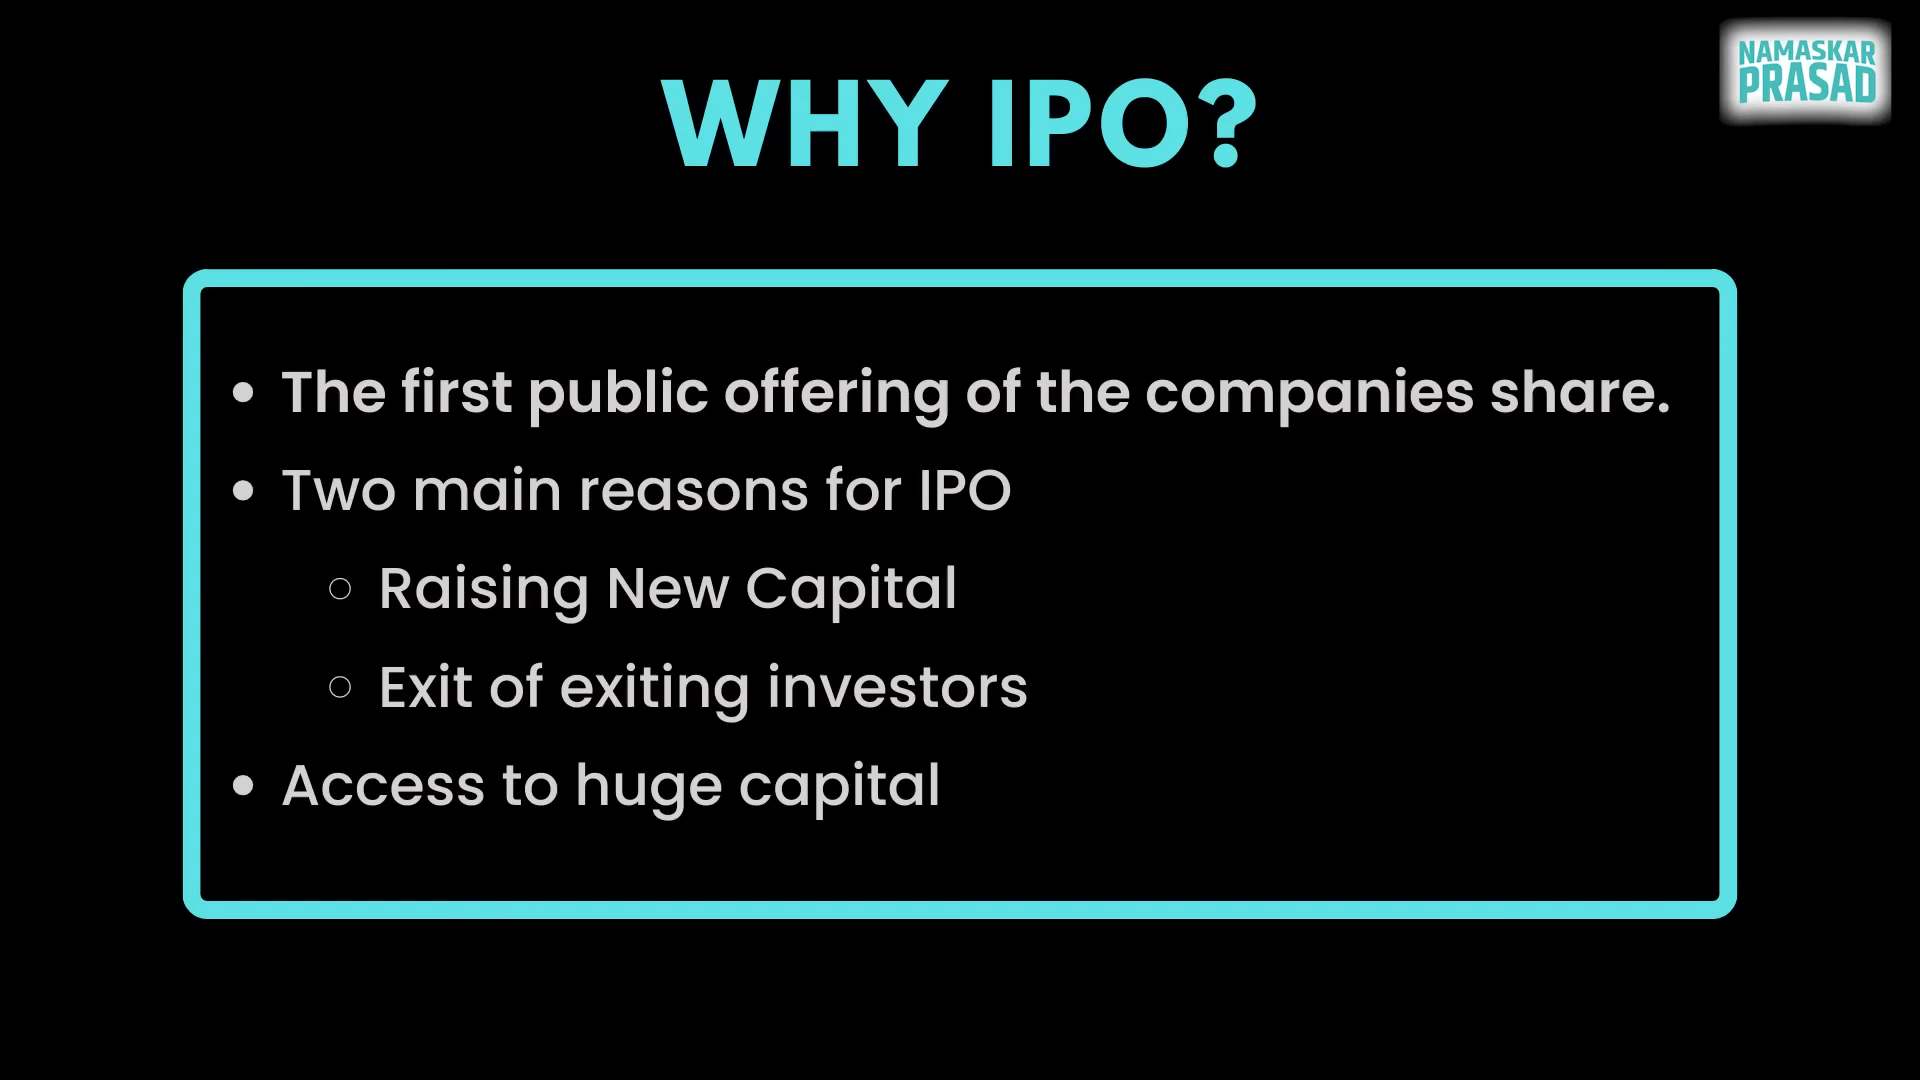 NAMASKAR
PRASAD
WHY IPO?
The first public offering of the companies share.
Two main reasons for IPO
Raising New Capital
Exit of exiting investors
Access to huge capital